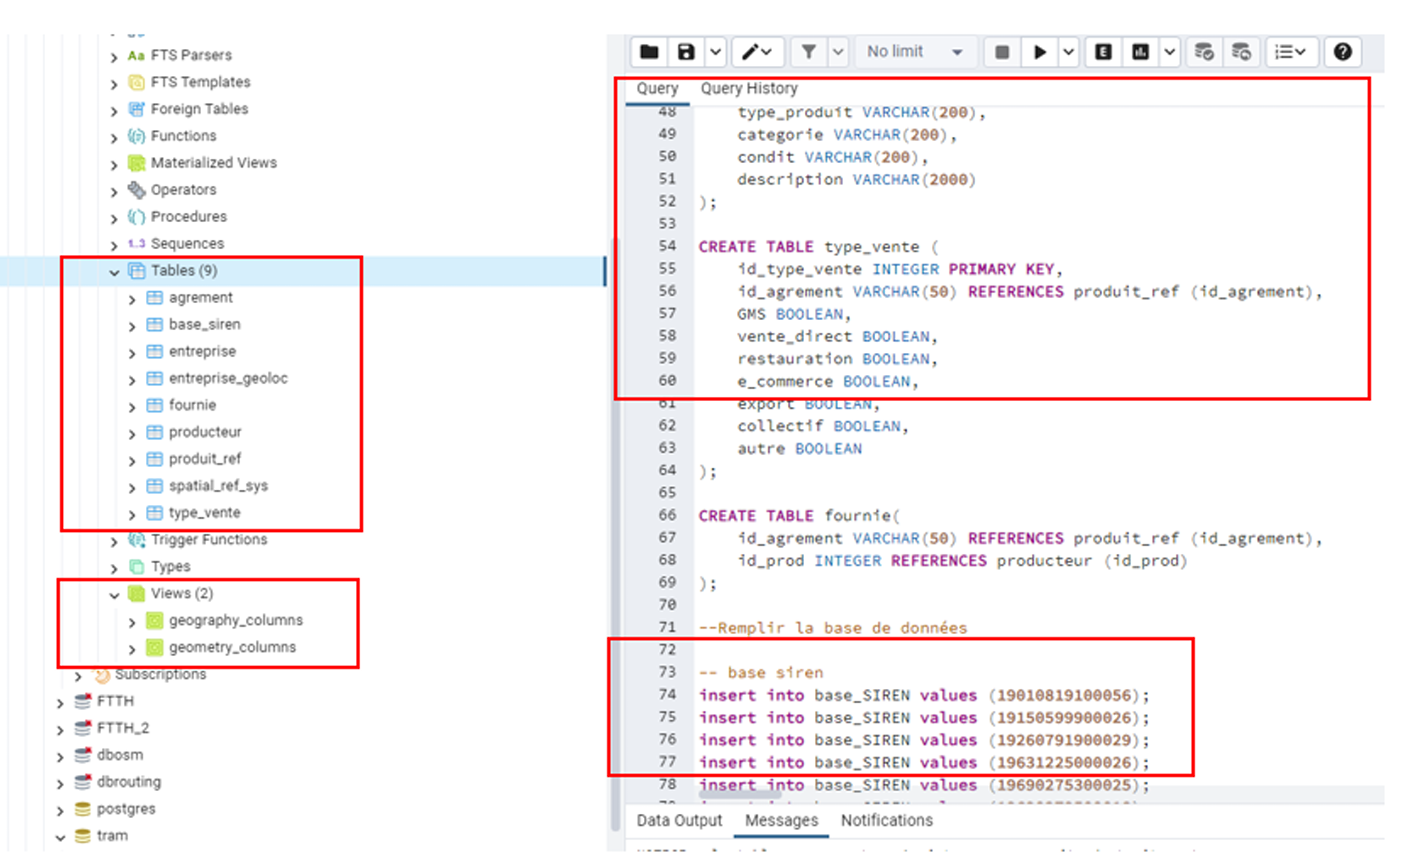 Aa FTS Parsers
FTS Templates
Foreign Tables
Functions
Materialized Views
Operators
Procedures
1..3 Sequences
Tables (9)
agrement
base_siren
entreprise
entreprise_geoloc
fournie
producteur
produit_ref
spatial_ref_sys
type_vente
Trigger Functions
Types
Views (2)
geography_columns
geometry_columns
Subscriptions
FTTH
FTTH_2
dbosm
dbrouting
postgres
tram
No limit
E
Query Query History
48 type_produit VARCHAR(200),
49 categorie VARCHAR(200),
50 condit VARCHAR(200),
51 description VARCHAR(2000)
52 );
53
54 CREATE TABLE type_vente (
55 id_type_vente INTEGER PRIMARY KEY,
56 id_agrement VARCHAR(50) REFERENCES produit_ref (id_agrement),
57 GMS BOOLEAN,
58 vente_direct BOOLEAN,
59 restauration BOOLEAN,
60 e_commerce BOOLEAN,
61 export BOOLEAN,
62 collectif BOOLEAN,
63 autre BOOLEAN
64 );
65
66 CREATE TABLE fournie(
67 id_agrement VARCHAR(50) REFERENCES produit_ref (id_agrement),
68 id_prod INTEGER REFERENCES producteur (id_prod)
69 );
70
71 --Remplir la base de données
72
73 -- base siren
74 insert into base_SIREN values (19010819100056);
75 insert into base_SIREN values (19150599900026);
76 insert into base_SIREN values (19260791900029);
77 insert into base_SIREN values (19631225000026);
78 insert into base_SIREN values (19690275300025);
Data Output Messages Notifications